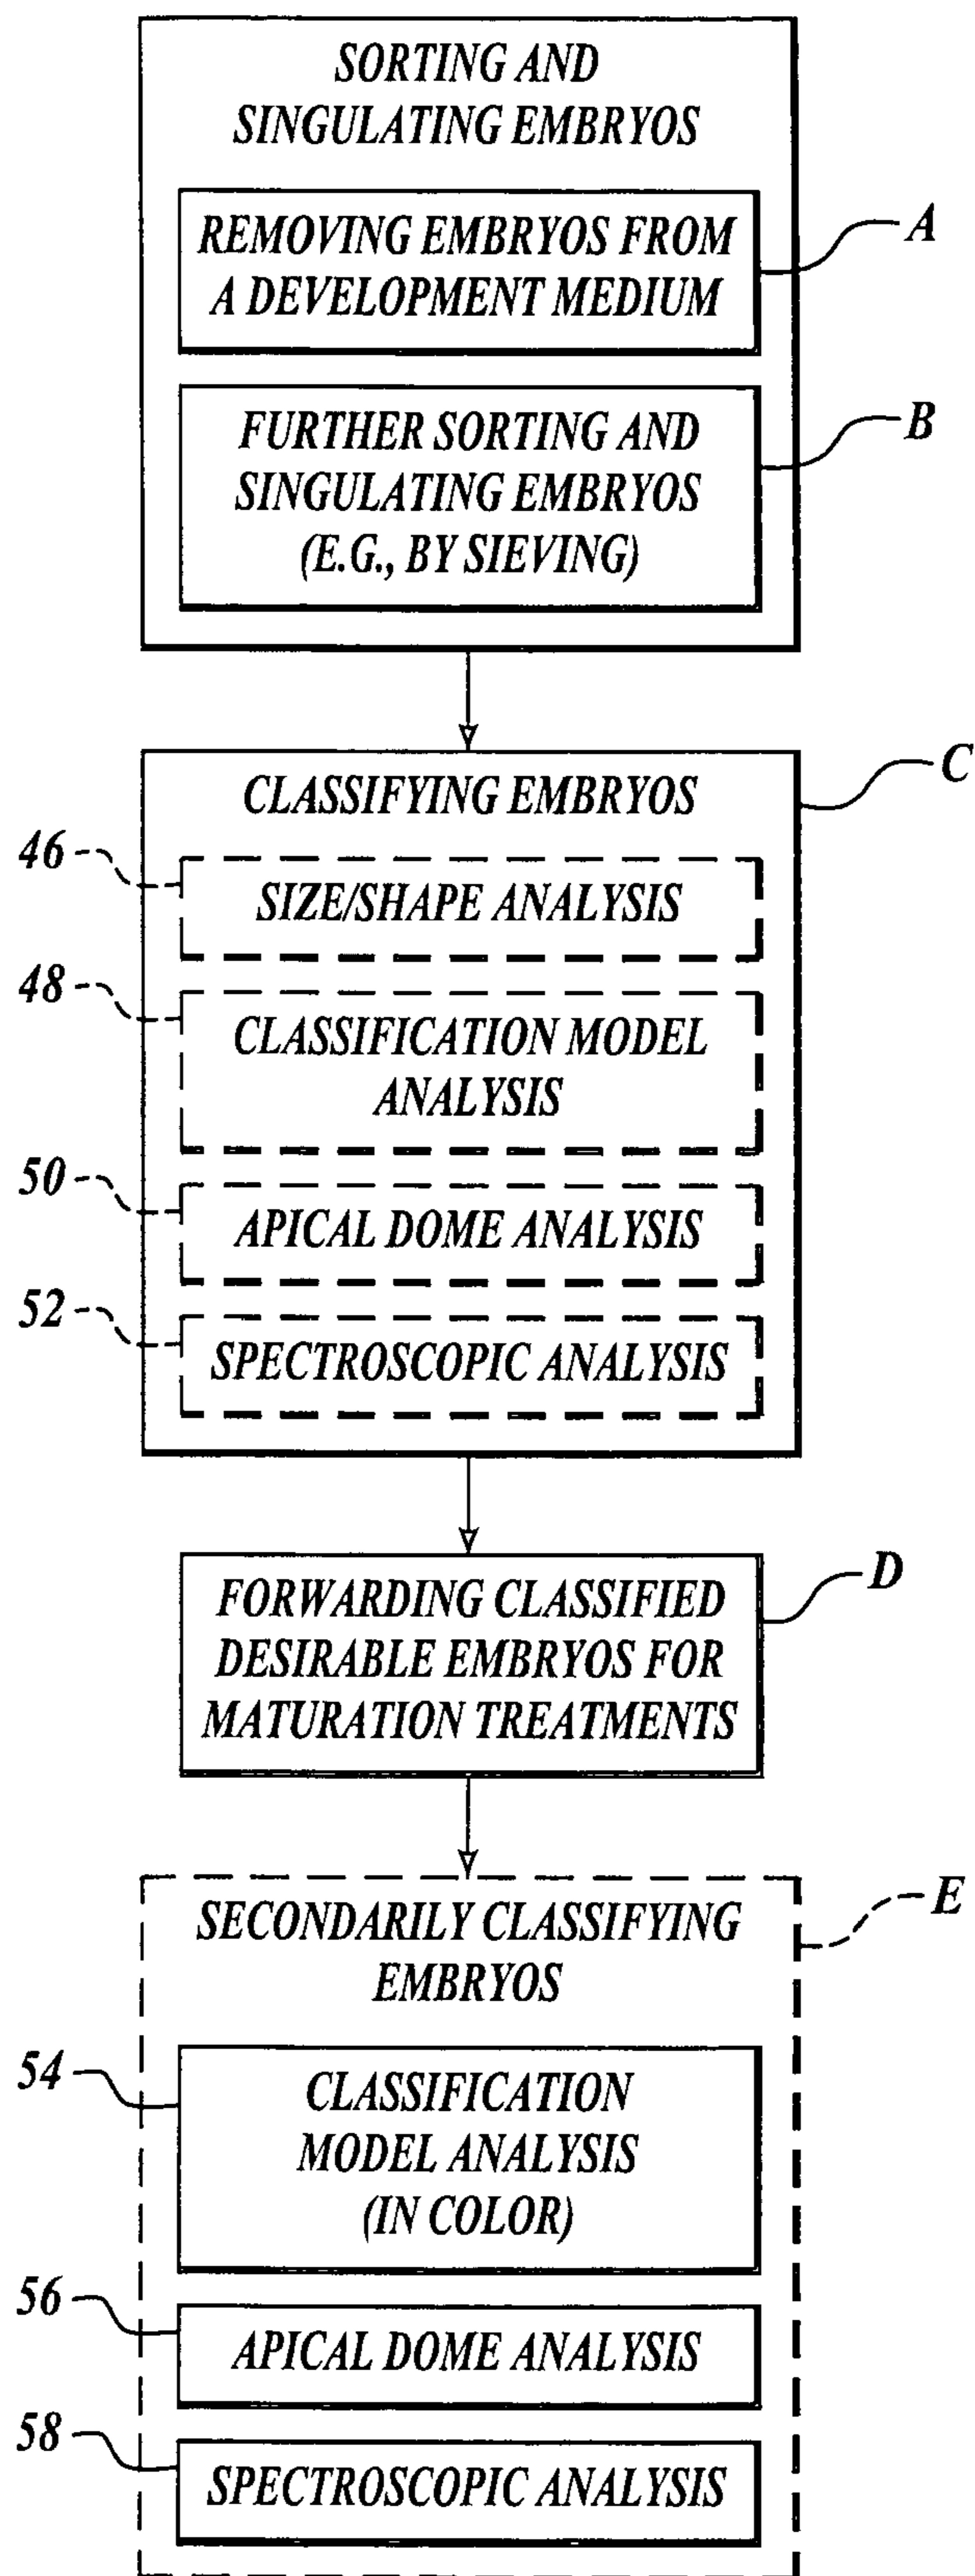 SORTING AND
SINGULATING EMBRYOS
REMOVING EMBRYOS FROM
A DEVELOPMENT MEDIUM
A
FURTHER SORTING AND
SINGULATING EMBRYOS
(E.G., BY SIEVING)
B
CLASSIFYING EMBRYOS
C
46
SIZE/SHAPE ANALYSIS
48
CLASSIFICATION MODEL
ANALYSIS
50
APICAL DOME ANALYSIS
52
SPECTROSCOPIC ANALYSIS
FORWARDING CLASSIFIED
DESIRABLE EMBRYOS FOR
MATURATION TREATMENTS
D
SECONDARILY CLASSIFYING
EMBRYOS
E
54
CLASSIFICATION
MODEL ANALYSIS
(IN COLOR)
56
APICAL DOME ANALYSIS
58
SPECTROSCOPIC ANALYSIS